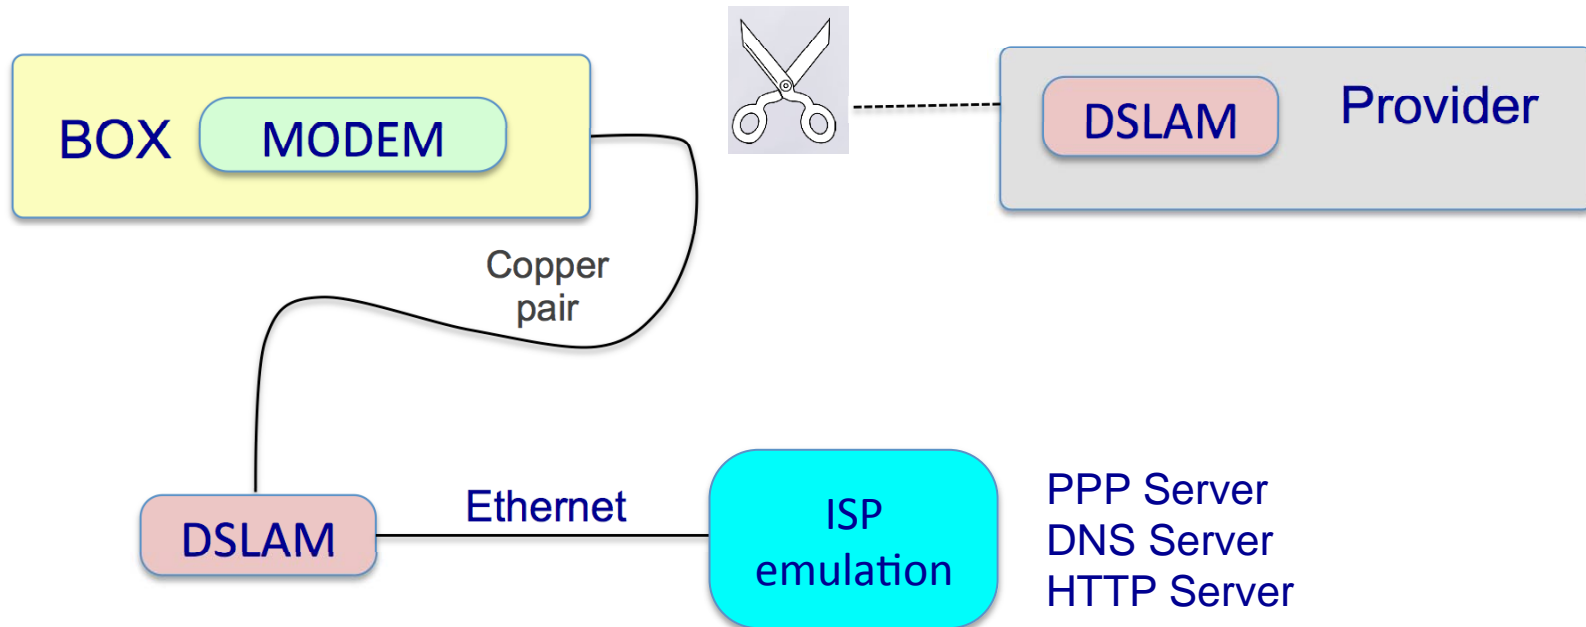 BOX
MODEM
DSLAM
Provider
Copper
pair
DSLAM
Ethernet
ISP
emulation
PPP Server
DNS Server
HTTP Server